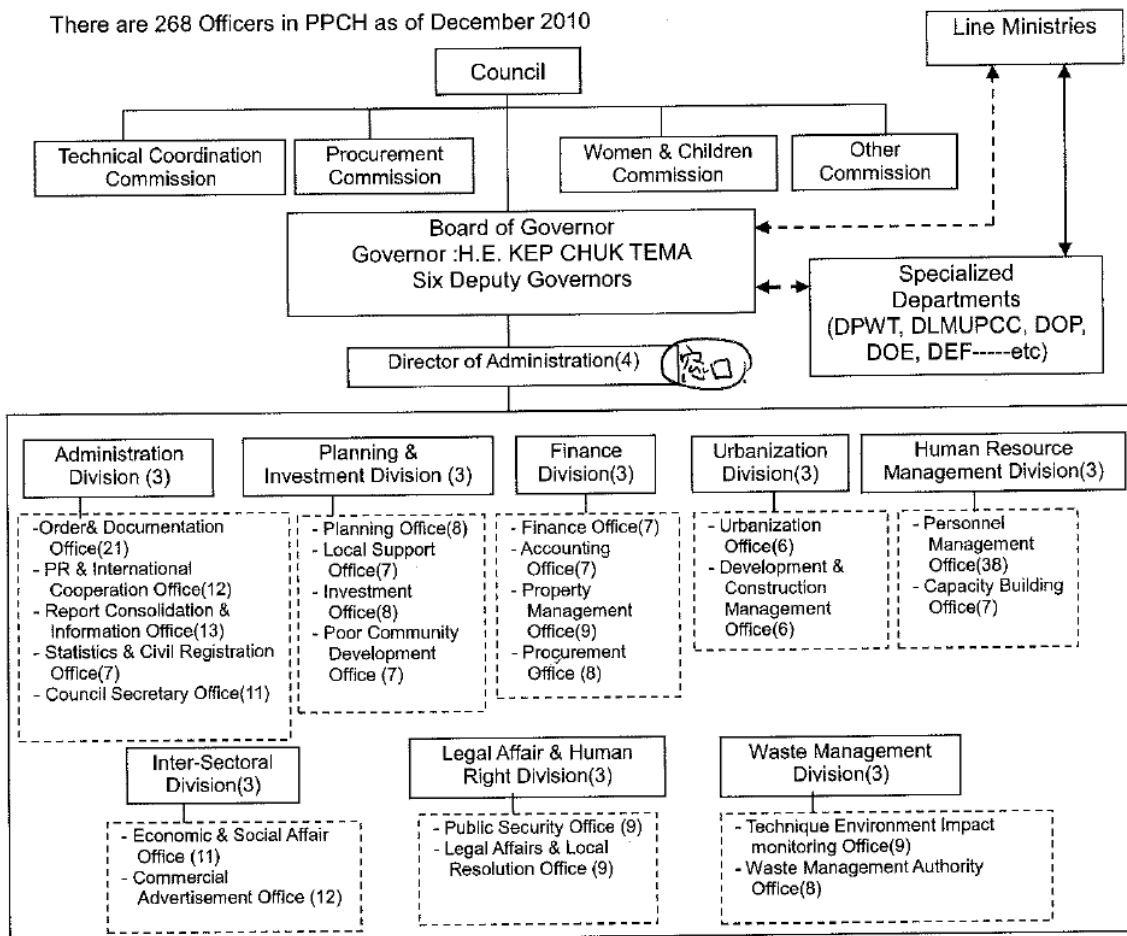 There are 268 Officers in PPCH as of December 2010
Line Ministries
Council
Technical Coordination
Commission
Procurement
Commission
Women & Children
Commission
Other
Commission
Board of Governor
Governor :H.E. KEP CHUK TEMA
Six Deputy Governors
Specialized
Departments
(DPWT, DLMUPCC, DOP,
DOE, DEF-----etc)
Director of Administration(4)
Administration
Division (3)
-Order& Documentation
Office(21)
- PR & International
Cooperation Office(12)
- Report Consolidation &
Information Office(13)
- Statistics & Civil Registration
Office(7)
- Council Secretary Office(11)
Planning &
Investment Division (3)
- Planning Office(8)
- Local Support
Office(7)
- Investment
Office(8)
- Poor Community
Development
Office (7)
Finance
Division(3)
- Finance Office(7)
- Accounting
Office(7)
- Property
Management
Office(9)
- Procurement
Office (8)
Urbanization
Division(3)
- Urbanization
Office(6)
- Development &
Construction
Management
Office(6)
Human Resource
Management Division(3)
- Personnel
Management
Office(38)
- Capacity Building
Office(7)
Inter-Sectoral
Division(3)
- Economic & Social Affair
Office (11)
- Commercial
Advertisement Office (12)
Legal Affair & Human
Right Division(3)
- Public Security Office (9)
- Legal Affairs & Local
Resolution Office (9)
Waste Management
Division(3)
- Technique Environment Impact
monitoring Office(9)
- Waste Management Authority
Office(8)